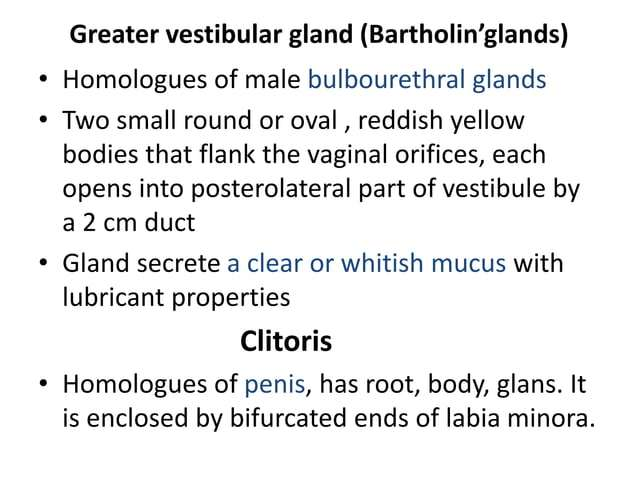 Greater vestibular gland (Bartholin’glands)
• Homologues of male bulbourethral glands
• Two small round or oval , reddish yellow
bodies that flank the vaginal orifices, each
opens into posterolateral part of vestibule by
a 2 cm duct
• Gland secrete a clear or whitish mucus with
lubricant properties
Clitoris
• Homologues of penis, has root, body, glans. It
is enclosed by bifurcated ends of labia minora.